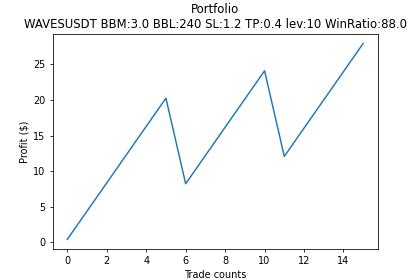 Portfolio
WAVESUSDT BBM:3.0 BBL:240 SL:1.2 TP:0.4 lev:10 WinRatio:88.0
Profit ($)
25
20
15
10
5
0
0 2 4 6 8 10 12 14
Trade counts